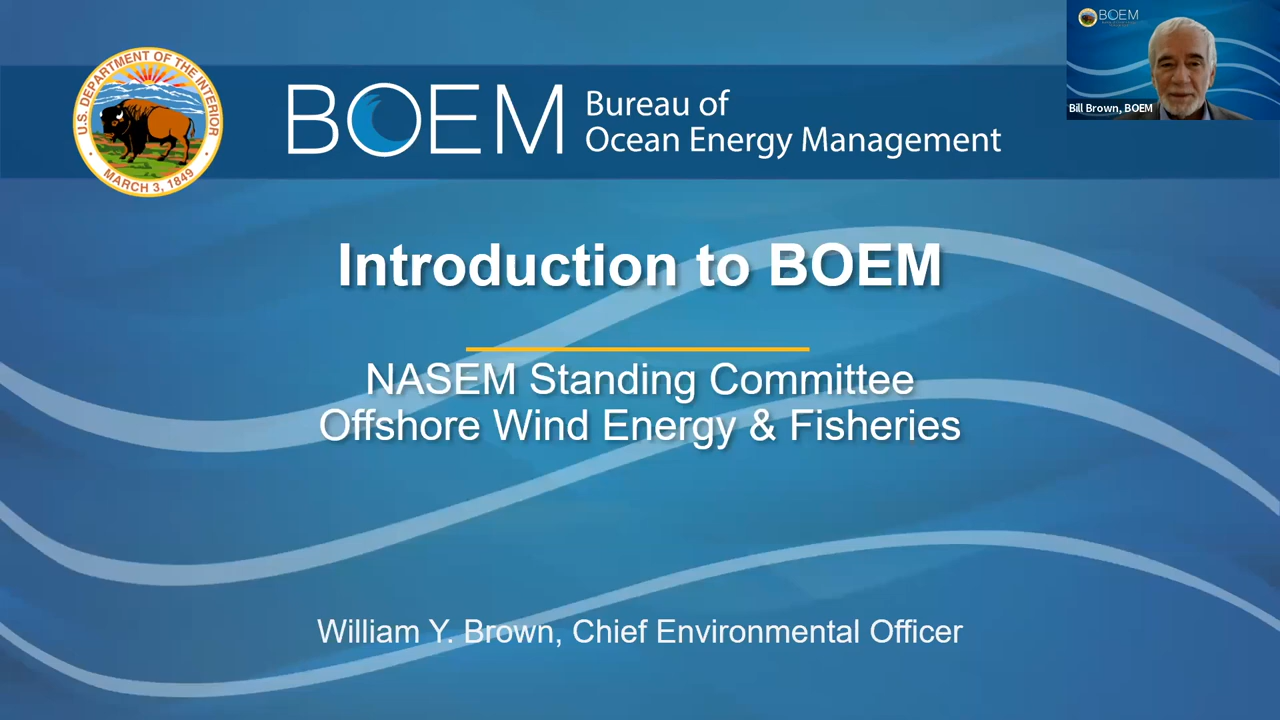 U.S. DEPARTMENT OF THE INTERIOR
MARCH 3, 1849
BOEM
Bureau of
Ocean Energy Management
BOEM
Bill Brown, BOEM
Introduction to BOEM
NASEM Standing Committee
Offshore Wind Energy & Fisheries
William Y. Brown, Chief Environmental Officer